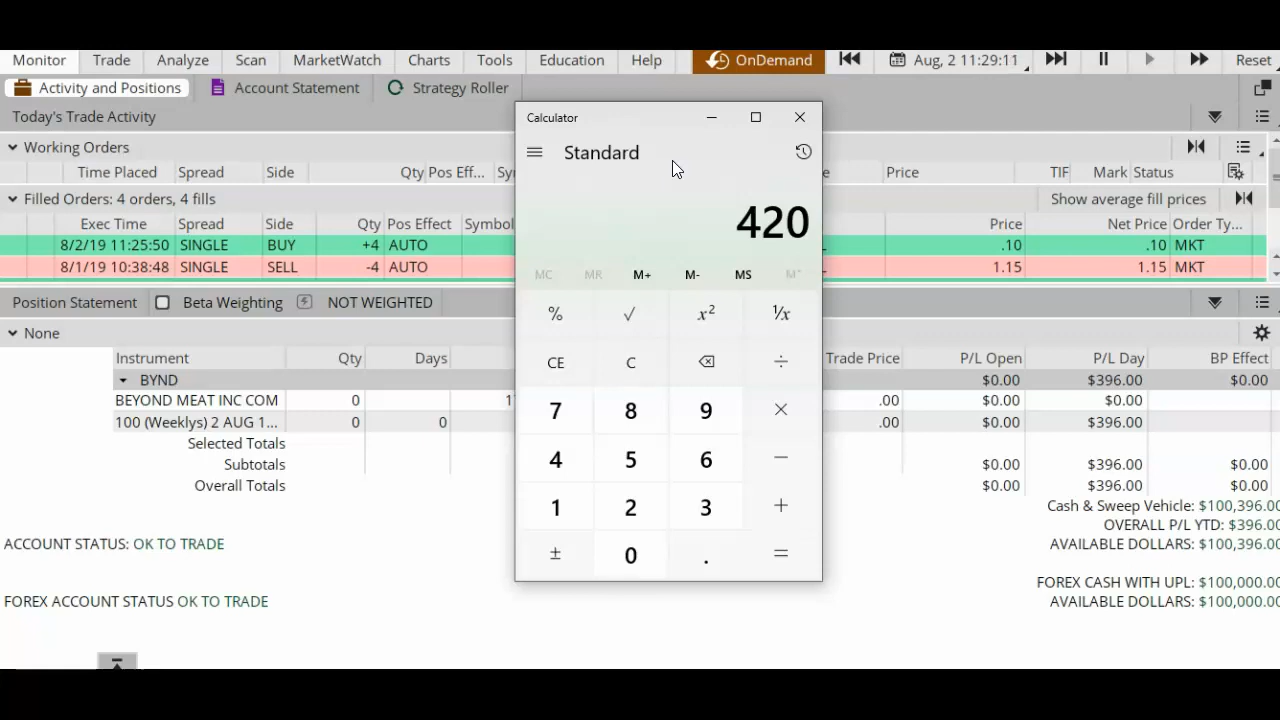 Monitor Trade Analyze Scan MarketWatch Charts Tools Education Help OnDemand Aug, 2 11:29:11 Reset
Activity and Positions Account Statement Strategy Roller
Today's Trade Activity
Working Orders
Time Placed Spread Side Qty Pos Eff... Price TIF Mark Status
Filled Orders: 4 orders, 4 fills Show average fill prices
Exec Time Spread Side Qty Pos Effect Symbol Price Net Price Order Ty...
8/2/19 11:25:50 SINGLE BUY +4 AUTO .10 .10 MKT
8/1/19 10:38:48 SINGLE SELL -4 AUTO 1.15 1.15 MKT
Position Statement Beta Weighting NOT WEIGHTED
None
Instrument Qty Days Trade Price P/L Open P/L Day BP Effect
BYND $0.00 $396.00 $0.00
BEYOND MEAT INC COM 0 .00 $0.00 $0.00
100 (Weeklys) 2 AUG 1... 0 0 .00 $0.00 $396.00
Selected Totals
Subtotals $0.00 $396.00 $0.00
Overall Totals $0.00 $396.00 $0.00
Cash & Sweep Vehicle: $100,396.00
OVERALL P/L YTD: $396.00
ACCOUNT STATUS: OK TO TRADE AVAILABLE DOLLARS: $100,396.00
FOREX CASH WITH UPL: $100,000.00
FOREX ACCOUNT STATUS OK TO TRADE AVAILABLE DOLLARS: $100,000.00
Calculator
Standard
420
MC MR M+ M- MS
% √ x² ¹/x
CE C ÷
7 8 9 ×
4 5 6 −
1 2 3 +
± 0 . =